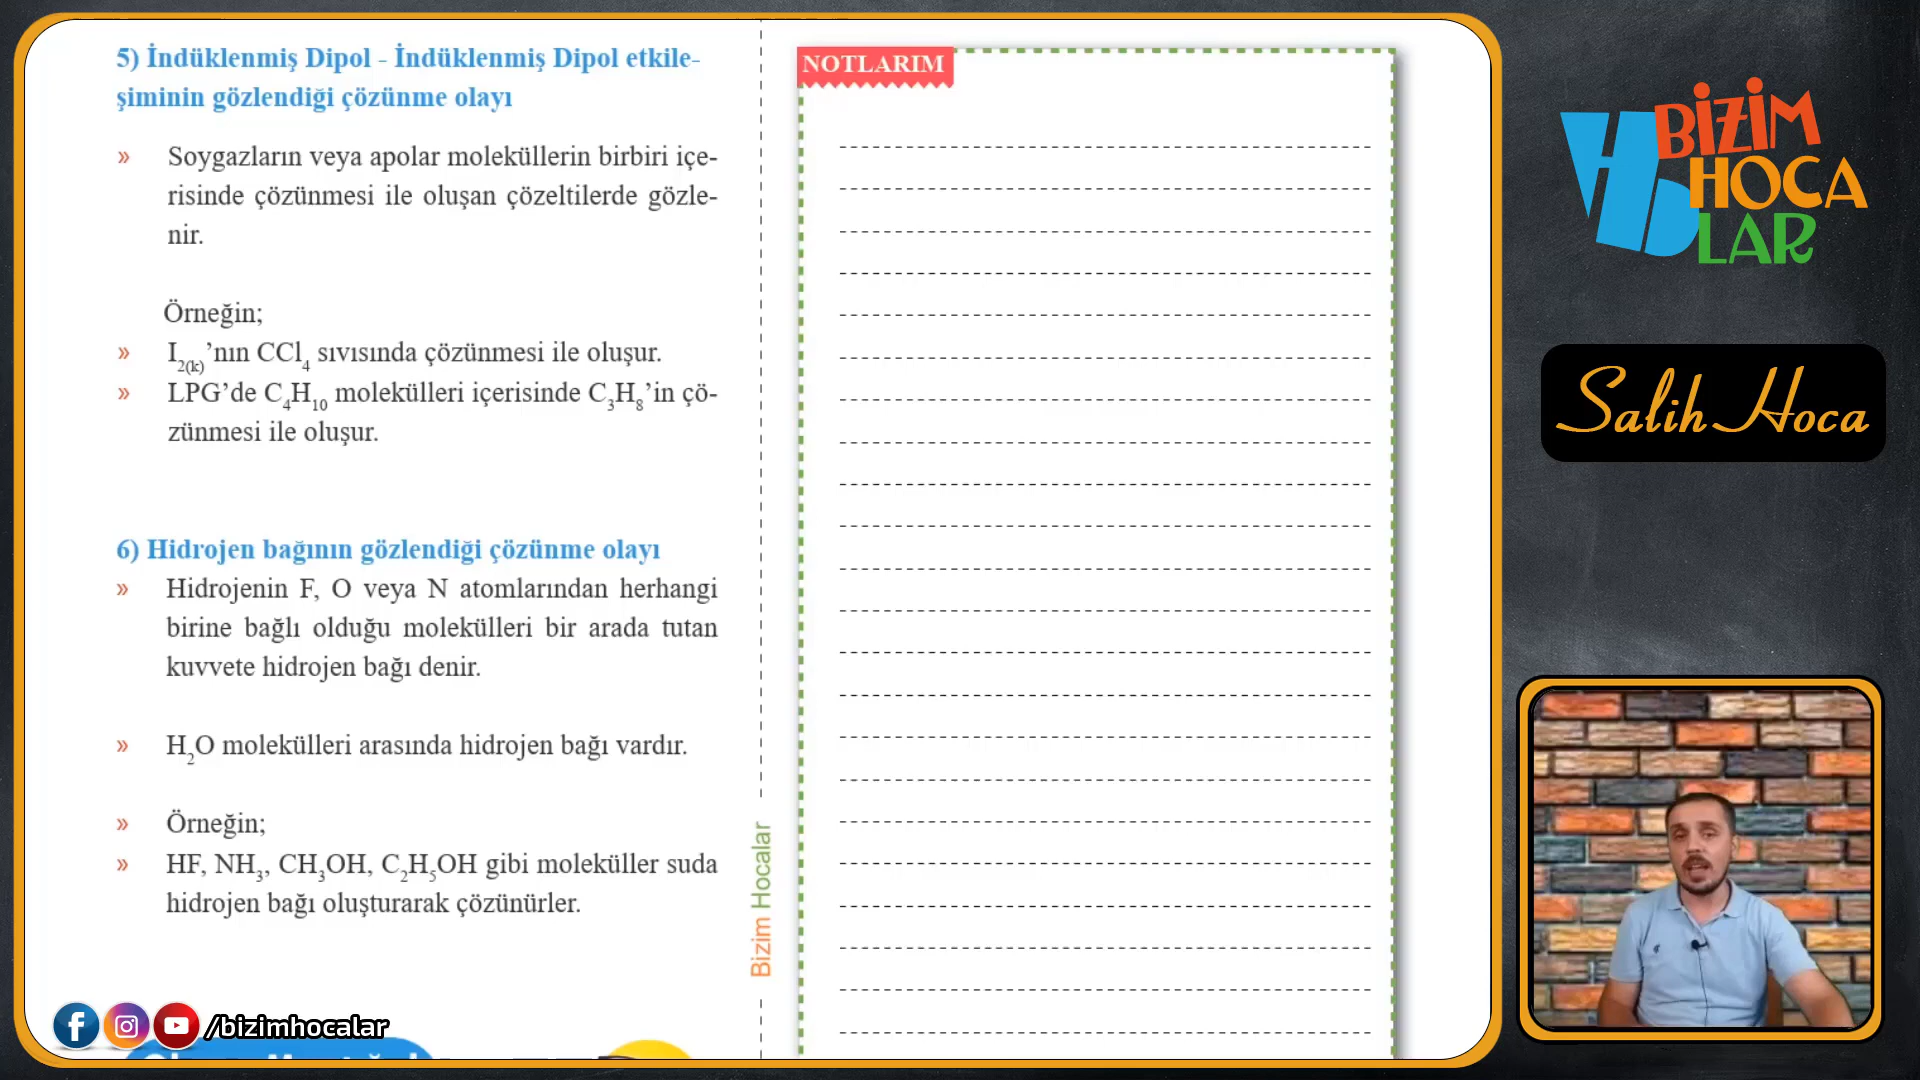 5) İndüklenmiş Dipol - İndüklenmiş Dipol etkile-
şiminin gözlendiği çözünme olayı
» Soygazların veya apolar moleküllerin birbiri içe-
risinde çözünmesi ile oluşan çözeltilerde gözle-
nir.
Örneğin;
» I2(k)’nın CCl4 sıvısında çözünmesi ile oluşur.
» LPG’de C4H10 molekülleri içerisinde C3H8’in çö-
zünmesi ile oluşur.
6) Hidrojen bağının gözlendiği çözünme olayı
» Hidrojenin F, O veya N atomlarından herhangi
birine bağlı olduğu molekülleri bir arada tutan
kuvvete hidrojen bağı denir.
» H2O molekülleri arasında hidrojen bağı vardır.
» Örneğin;
» HF, NH3, CH3OH, C2H5OH gibi moleküller suda
hidrojen bağı oluşturarak çözünürler.
/bizimhocalar
Bizim Hocalar
NOTLARIM
BİZİM
HOCA
LAR
Salih Hoca